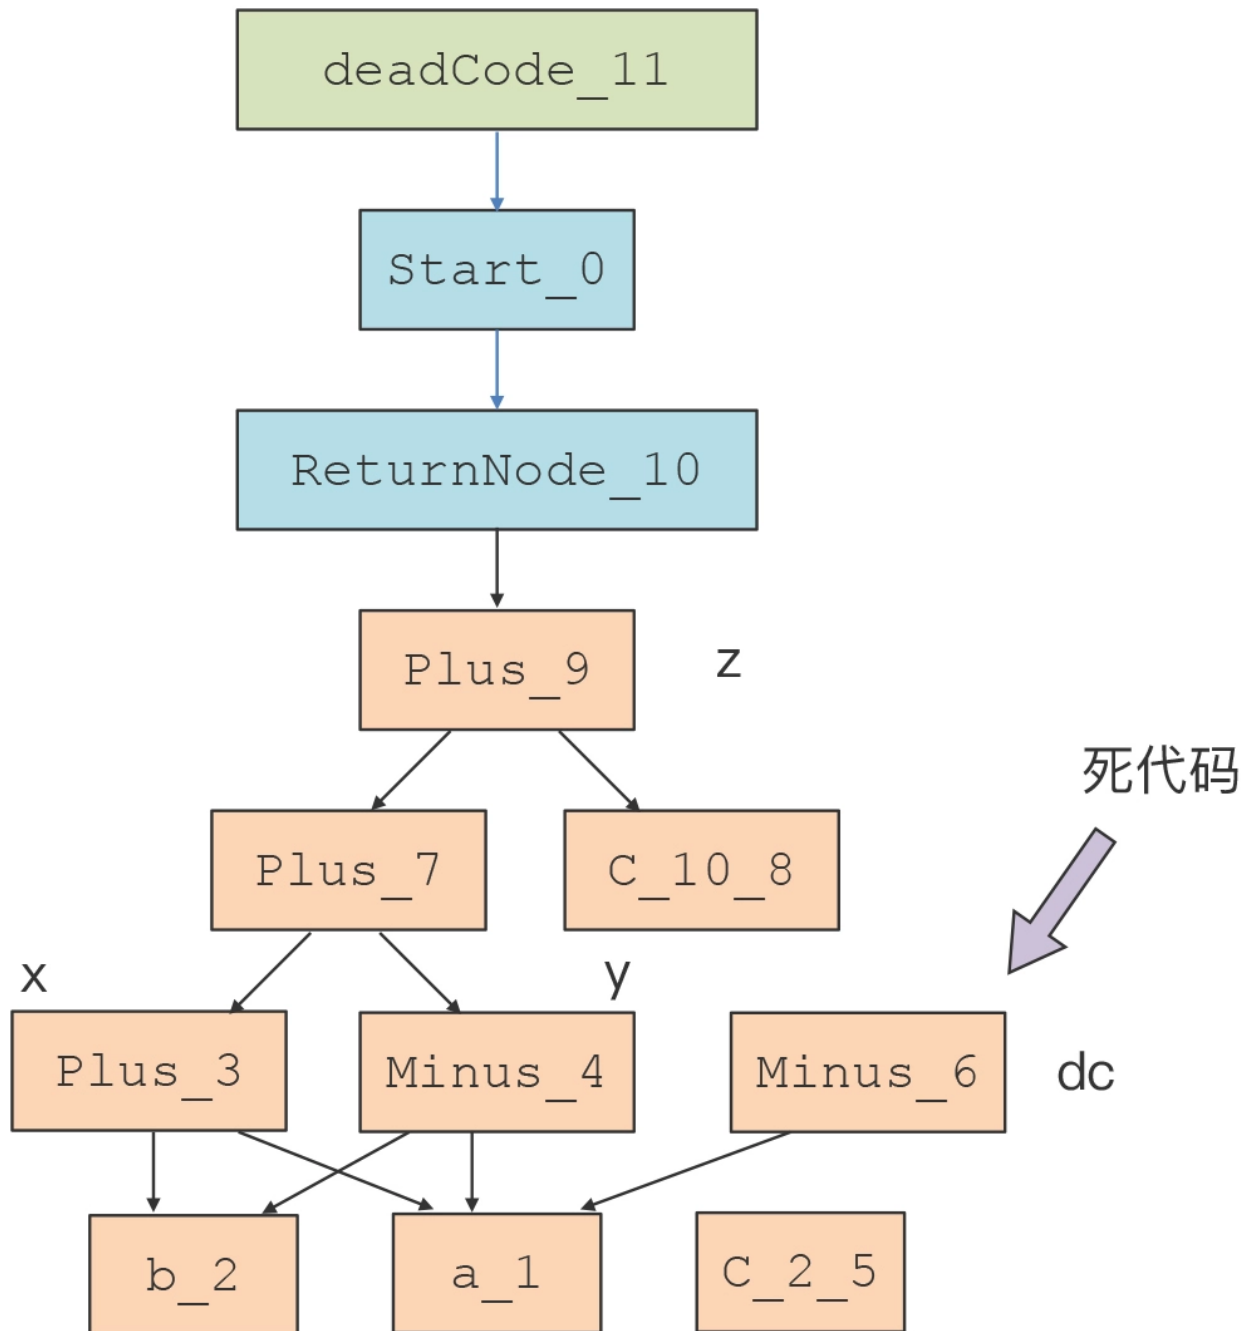 deadCode_11
Start_0
ReturnNode_10
Plus_9
z
死代码
Plus_7
C_10_8
x
y
Plus_3
Minus_4
Minus_6
dc
b_2
a_1
C_2_5